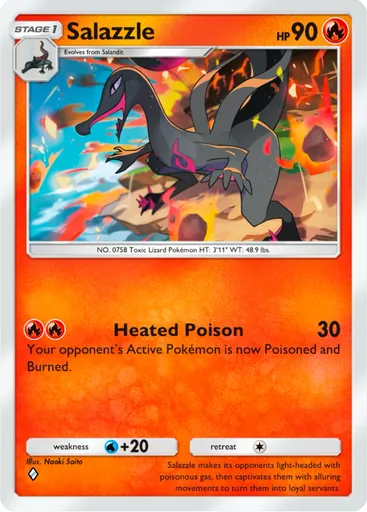 STAGE 1 Salazzle HP 90
Evolves from Salandit
NO. 0758 Toxic Lizard Pokémon HT: 3'11" WT: 48.9 lbs.
Heated Poison 30
Your opponent's Active Pokémon is now Poisoned and
Burned.
weakness +20 retreat
Illus. Naoki Saito
Salazzle makes its opponents light-headed with
poisonous gas, then captivates them with alluring
movements to turn them into loyal servants.